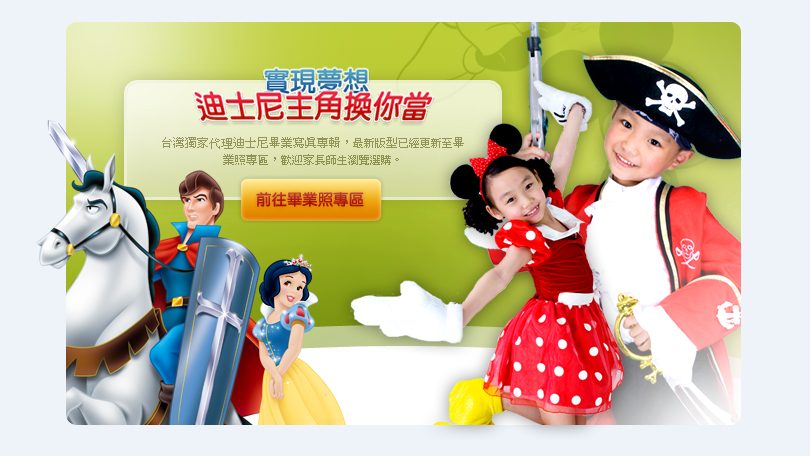 實現夢想
迪士尼主角換你當
台灣獨家代理迪士尼畢業寫真專輯，最新版型已經更新至畢
業照專區，歡迎家長師生瀏覽選購。
前往畢業照專區